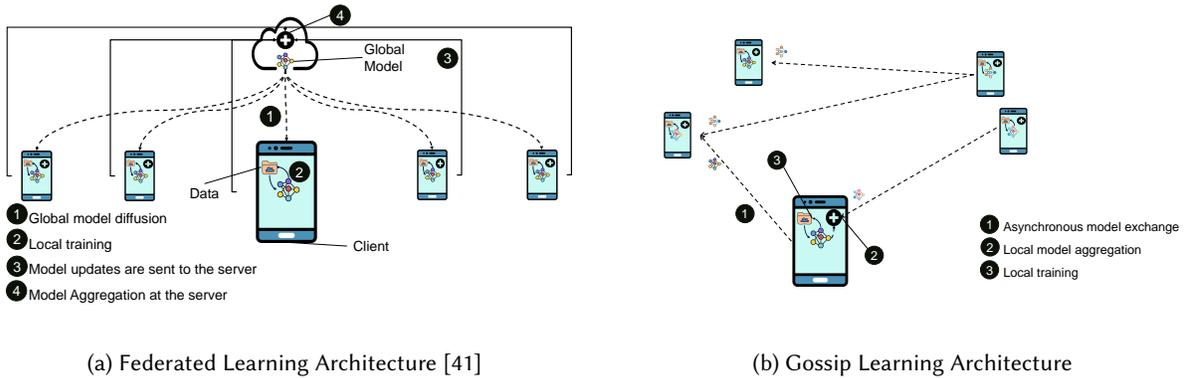 4
Global
Model
3
1
2
Data
Client
1 Global model diffusion
2 Local training
3 Model updates are sent to the server
4 Model Aggregation at the server
(a) Federated Learning Architecture [41]
3
1
2
1 Asynchronous model exchange
2 Local model aggregation
3 Local training
(b) Gossip Learning Architecture